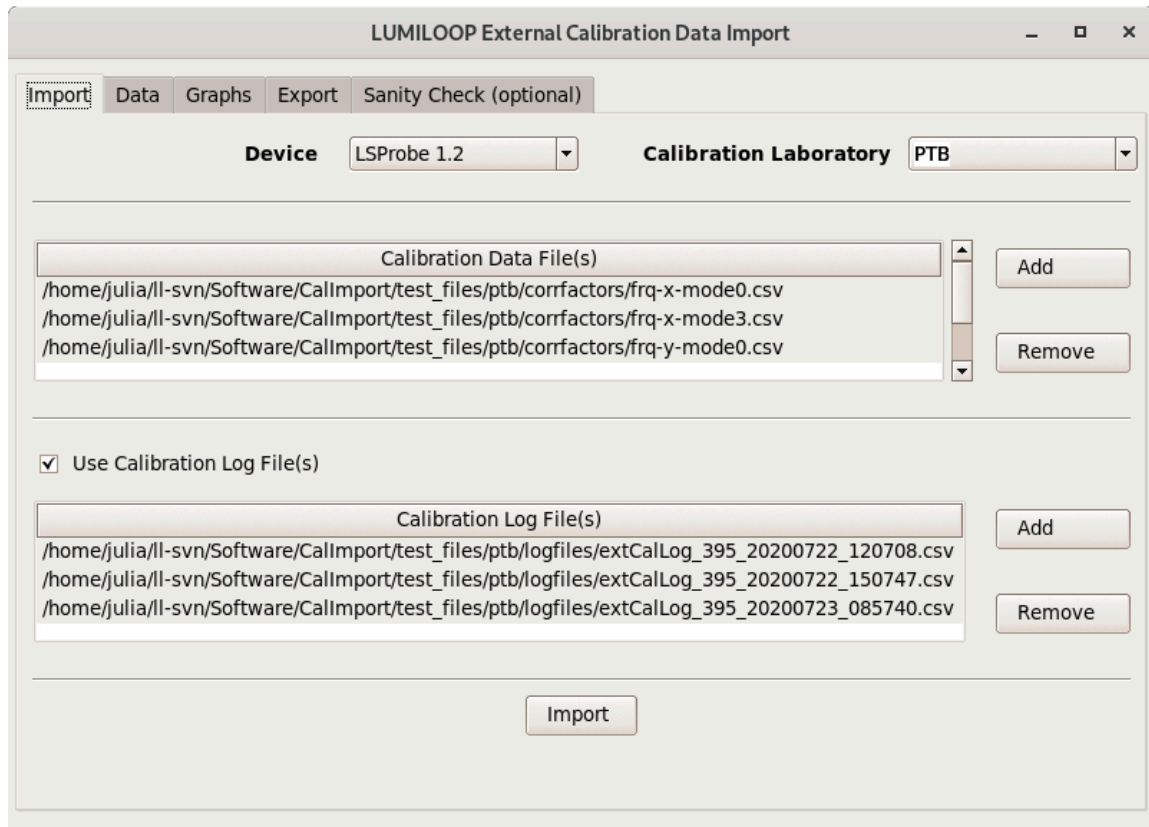 LUMILOOP External Calibration Data Import
Import Data Graphs Export Sanity Check (optional)
Device LSProbe 1.2 Calibration Laboratory PTB
Calibration Data File(s)
/home/julia/ll-svn/Software/CalImport/test_files/ptb/corrfactors/frq-x-mode0.csv
/home/julia/ll-svn/Software/CalImport/test_files/ptb/corrfactors/frq-x-mode3.csv
/home/julia/ll-svn/Software/CalImport/test_files/ptb/corrfactors/frq-y-mode0.csv
Add
Remove
Use Calibration Log File(s)
Calibration Log File(s)
/home/julia/ll-svn/Software/CalImport/test_files/ptb/logfiles/extCalLog_395_20200722_120708.csv
/home/julia/ll-svn/Software/CalImport/test_files/ptb/logfiles/extCalLog_395_20200722_150747.csv
/home/julia/ll-svn/Software/CalImport/test_files/ptb/logfiles/extCalLog_395_20200723_085740.csv
Add
Remove
Import